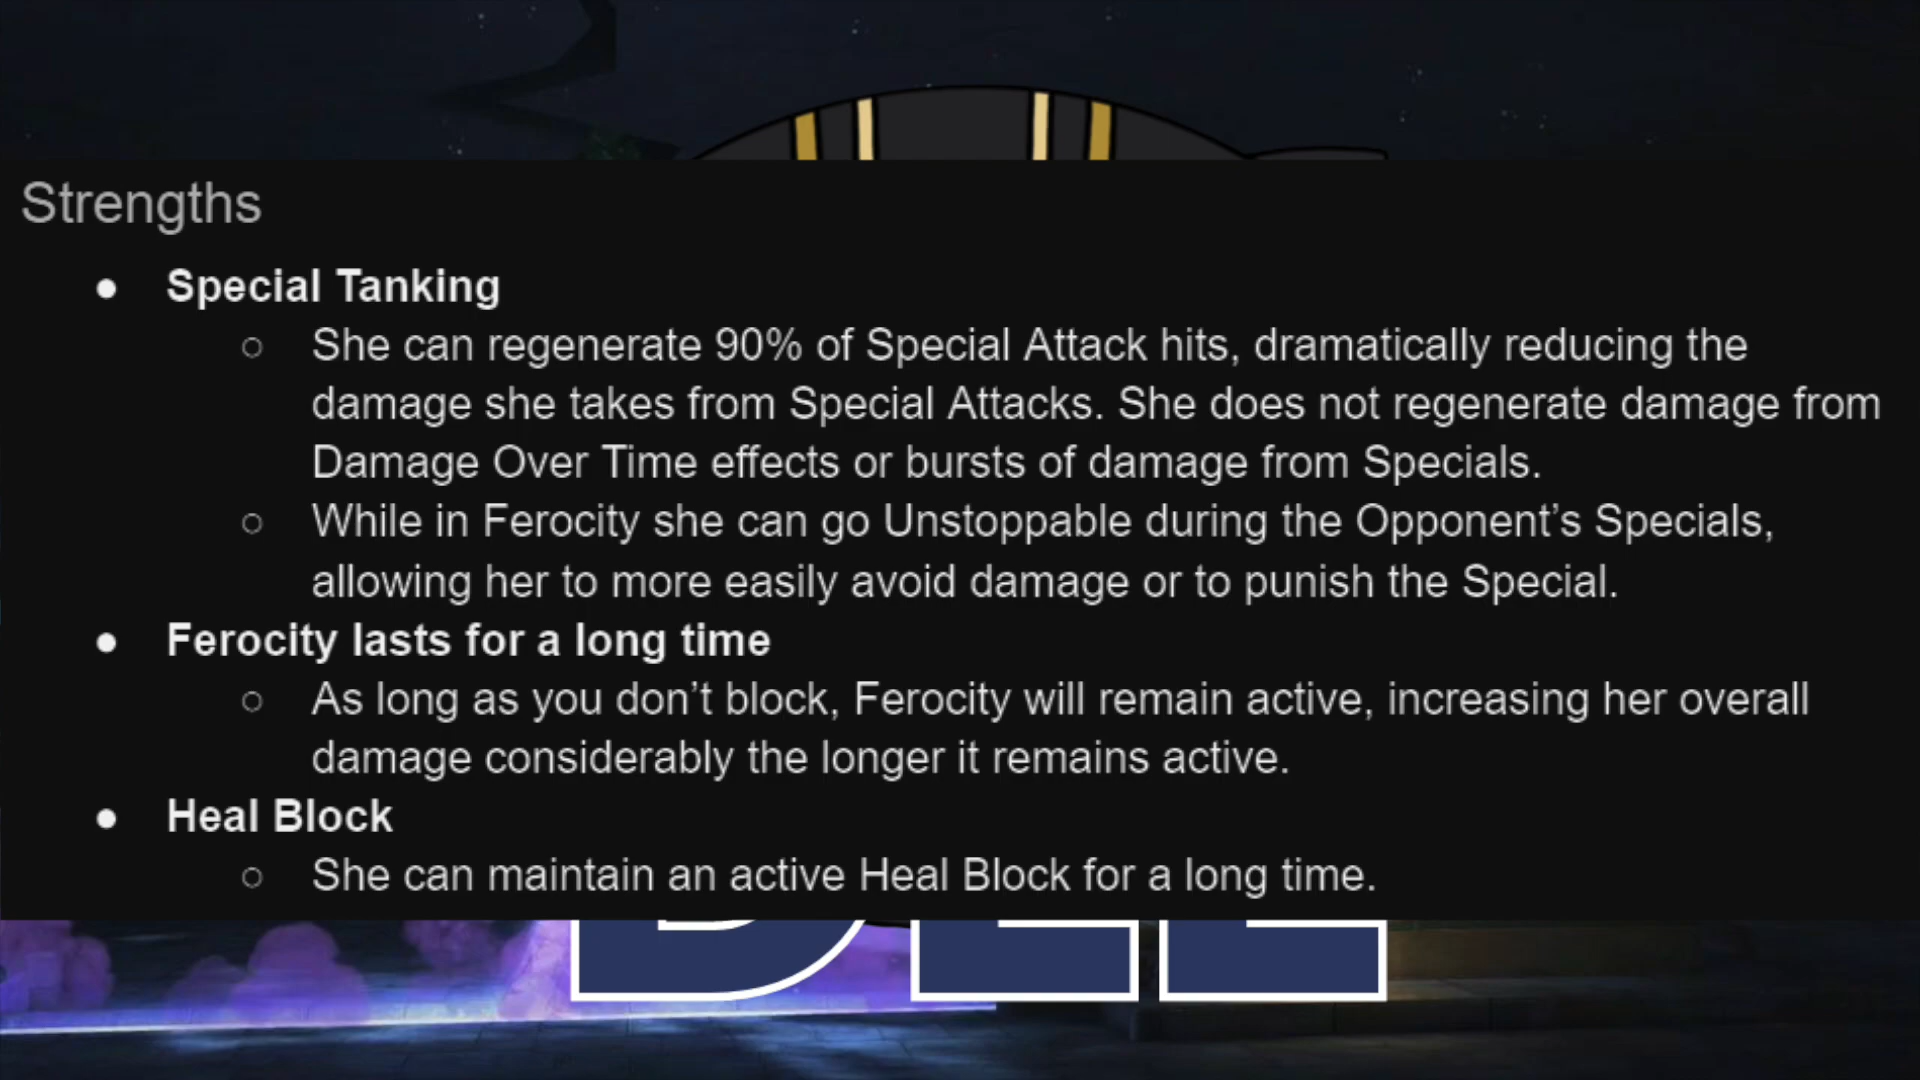 Strengths
● Special Tanking
○ She can regenerate 90% of Special Attack hits, dramatically reducing the
damage she takes from Special Attacks. She does not regenerate damage from
Damage Over Time effects or bursts of damage from Specials.
○ While in Ferocity she can go Unstoppable during the Opponent’s Specials,
allowing her to more easily avoid damage or to punish the Special.
● Ferocity lasts for a long time
○ As long as you don’t block, Ferocity will remain active, increasing her overall
damage considerably the longer it remains active.
● Heal Block
○ She can maintain an active Heal Block for a long time.